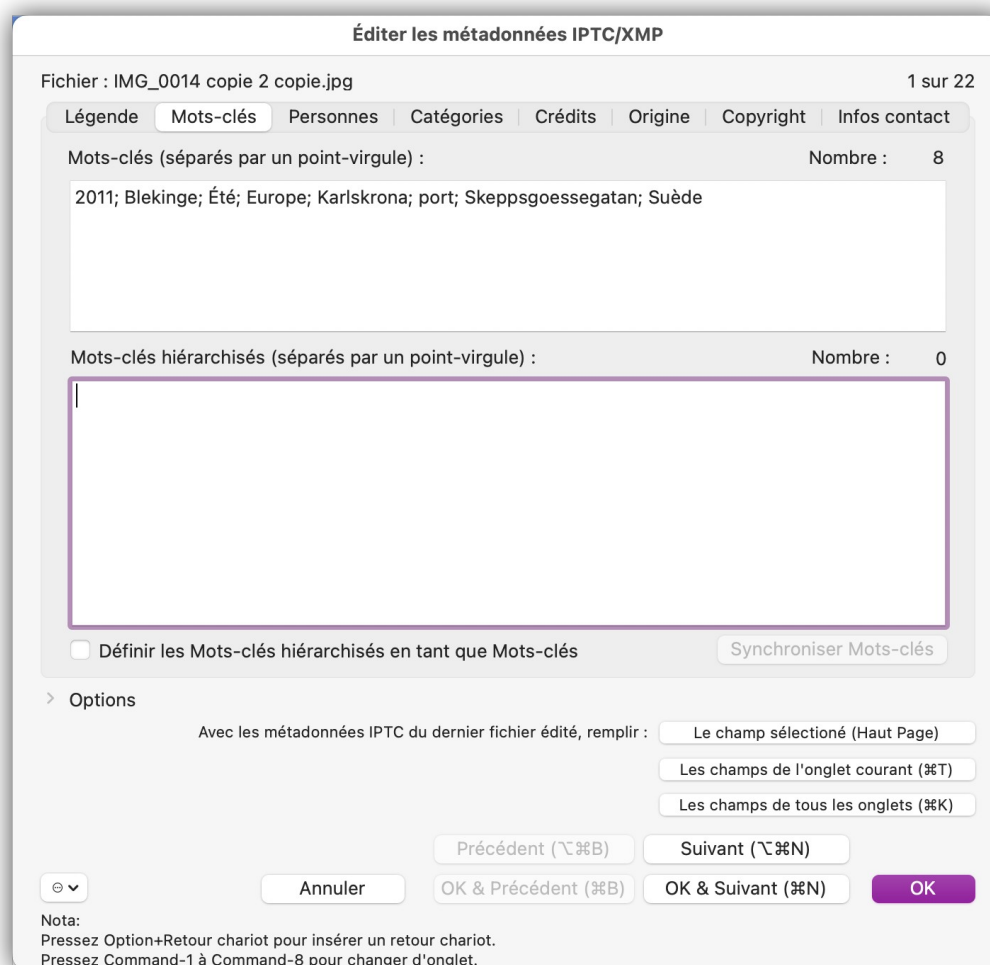 Éditer les métadonnées IPTC/XMP
Fichier : IMG_0014 copie 2 copie.jpg 1 sur 22
Légende Mots-clés Personnes Catégories Crédits Origine Copyright Infos contact
Mots-clés (séparés par un point-virgule) : Nombre : 8
2011; Blekinge; Été; Europe; Karlskrona; port; Skeppsgoessegatan; Suède
Mots-clés hiérarchisés (séparés par un point-virgule) : Nombre : 0
Définir les Mots-clés hiérarchisés en tant que Mots-clés Synchroniser Mots-clés
Options
Avec les métadonnées IPTC du dernier fichier édité, remplir : Le champ sélectioné (Haut Page)
Les champs de l'onglet courant (⌘T)
Les champs de tous les onglets (⌘K)
Précédent (⌥⌘B) Suivant (⌥⌘N)
Annuler OK & Précédent (⌘B) OK & Suivant (⌘N) OK
Nota:
Pressez Option+Retour chariot pour insérer un retour chariot.
Pressez Command-1 à Command-8 pour changer d'onglet.